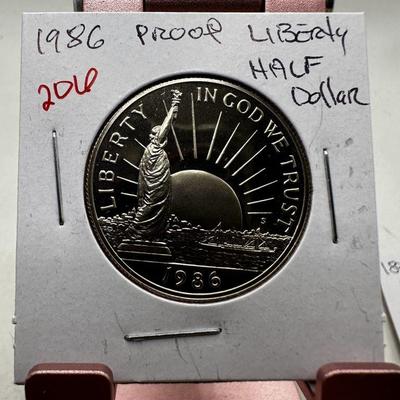 1986 PROOF LIBERTY
HALF
Dollar
206
LIBERTY IN GOD WE TRUST
S
1986